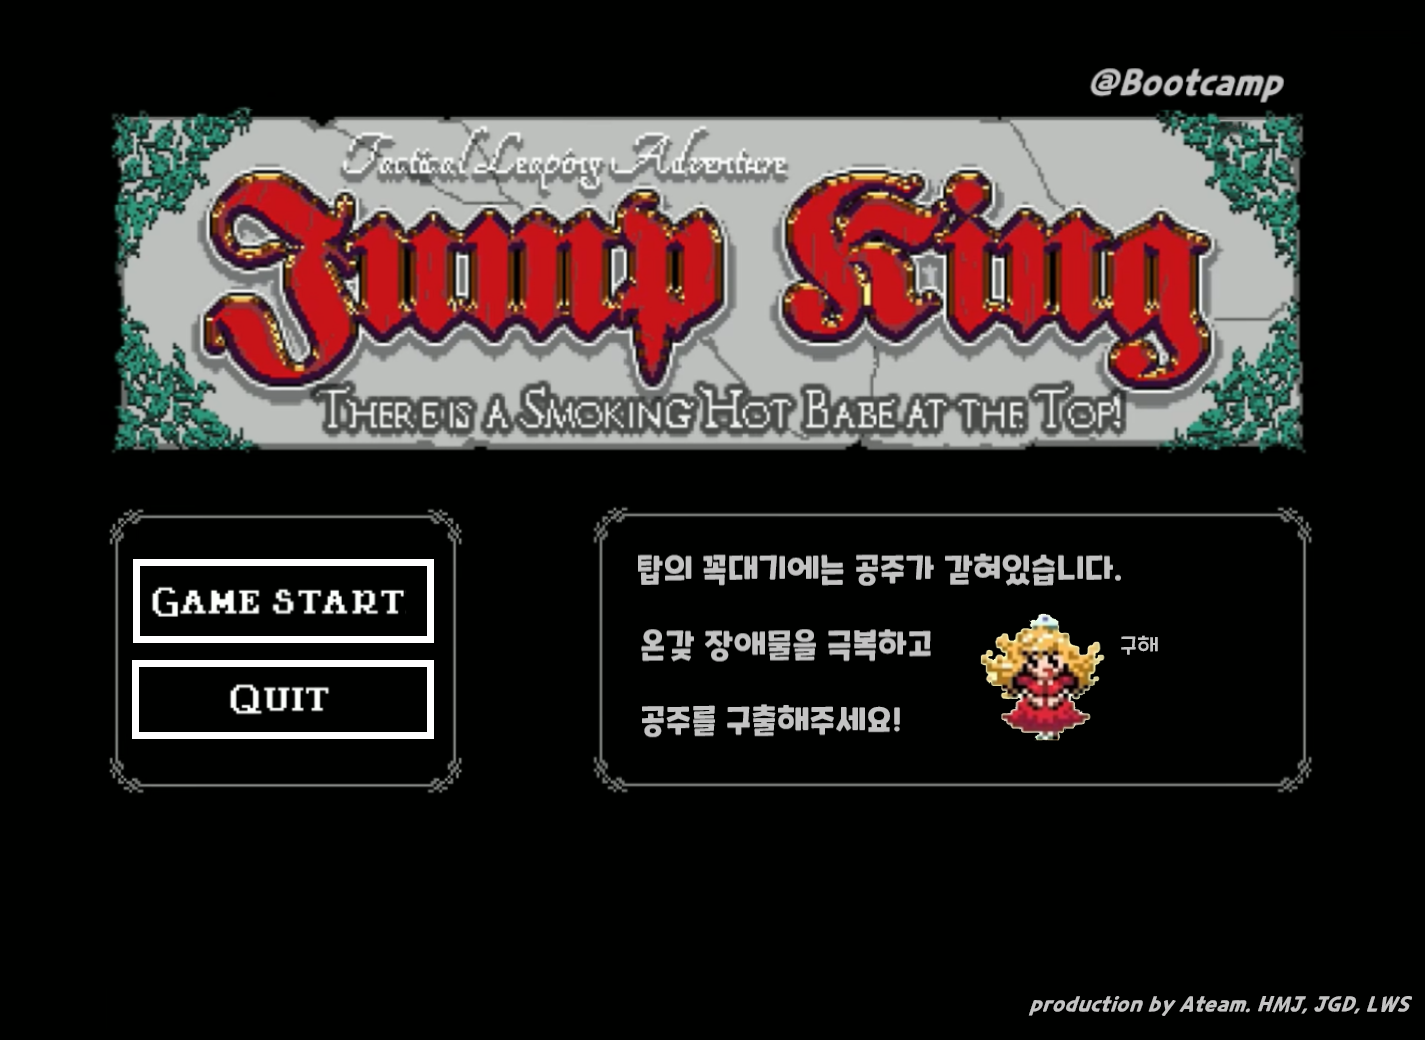 @Bootcamp
Tactical Leaping Adventure
Jump King
There is a Smoking Hot Babe at the Top!
Game start
Quit
탑의 꼭대기에는 공주가 갇혀있습니다.
온갖 장애물을 극복하고
구해
공주를 구출해주세요!
production by Ateam. HMJ, JGD, LWS